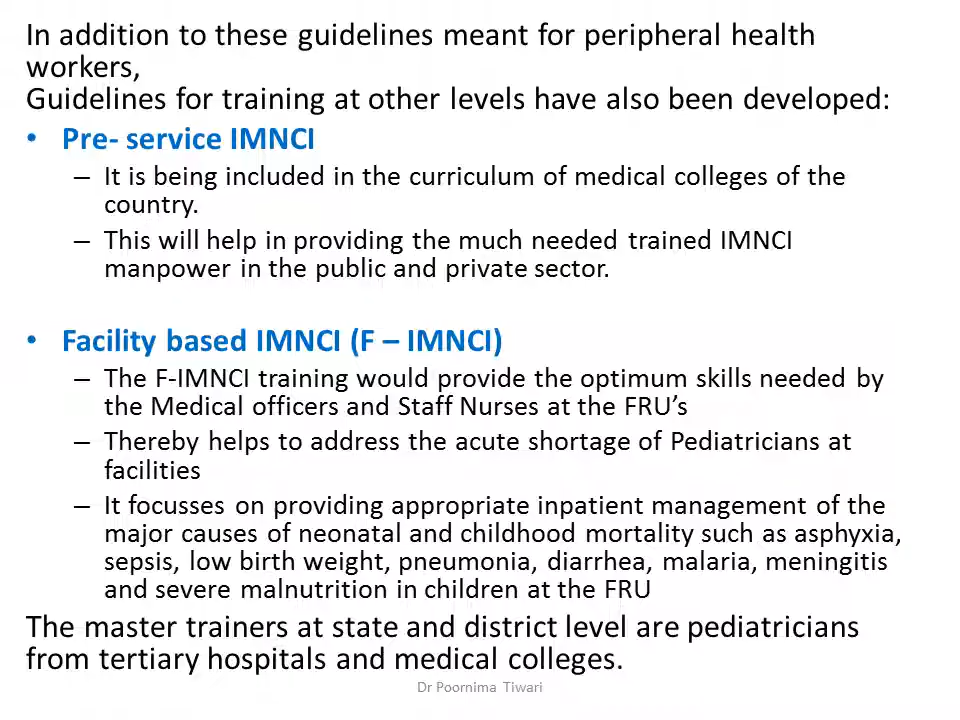 In addition to these guidelines meant for peripheral health
workers,
Guidelines for training at other levels have also been developed:
• Pre- service IMNCI
– It is being included in the curriculum of medical colleges of the
country.
– This will help in providing the much needed trained IMNCI
manpower in the public and private sector.
• Facility based IMNCI (F – IMNCI)
– The F-IMNCI training would provide the optimum skills needed by
the Medical officers and Staff Nurses at the FRU’s
– Thereby helps to address the acute shortage of Pediatricians at
facilities
– It focusses on providing appropriate inpatient management of the
major causes of neonatal and childhood mortality such as asphyxia,
sepsis, low birth weight, pneumonia, diarrhea, malaria, meningitis
and severe malnutrition in children at the FRU
The master trainers at state and district level are pediatricians
from tertiary hospitals and medical colleges.
Dr Poornima Tiwari